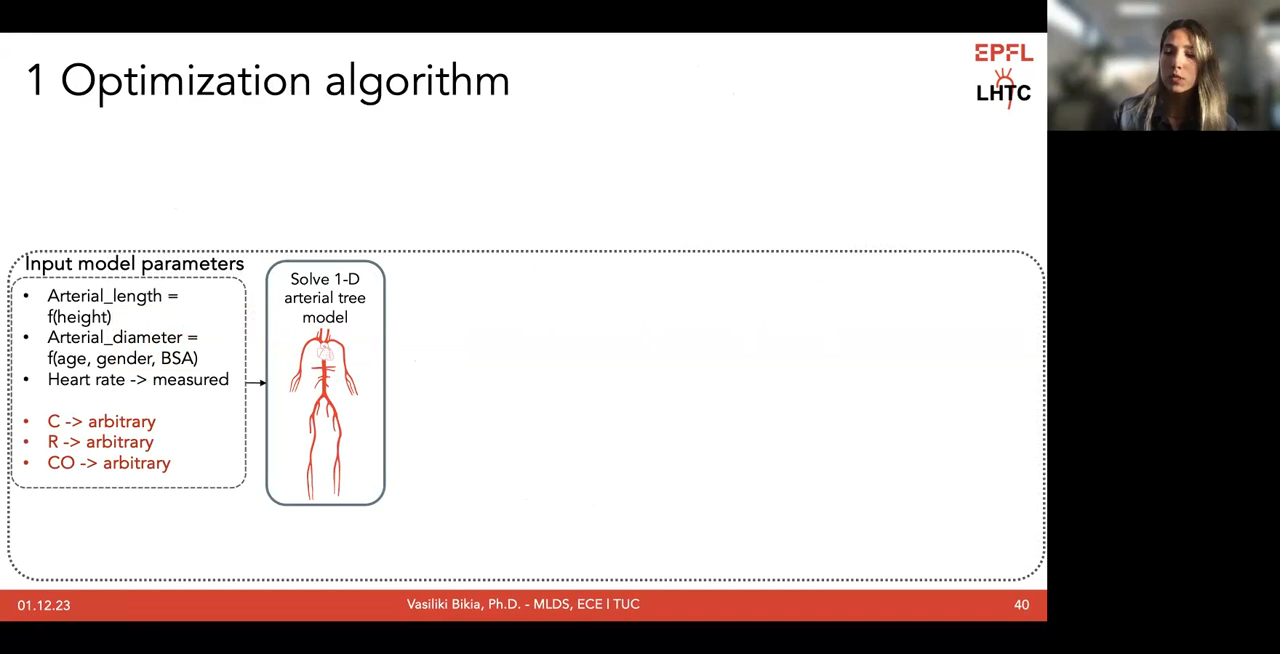 1 Optimization algorithm
EPFL
LHTC
Input model parameters
• Arterial_length =
f(height)
• Arterial_diameter =
f(age, gender, BSA)
• Heart rate -> measured
• C -> arbitrary
• R -> arbitrary
• CO -> arbitrary
Solve 1-D
arterial tree
model
01.12.23
Vasiliki Bikia, Ph.D. - MLDS, ECE | TUC
40